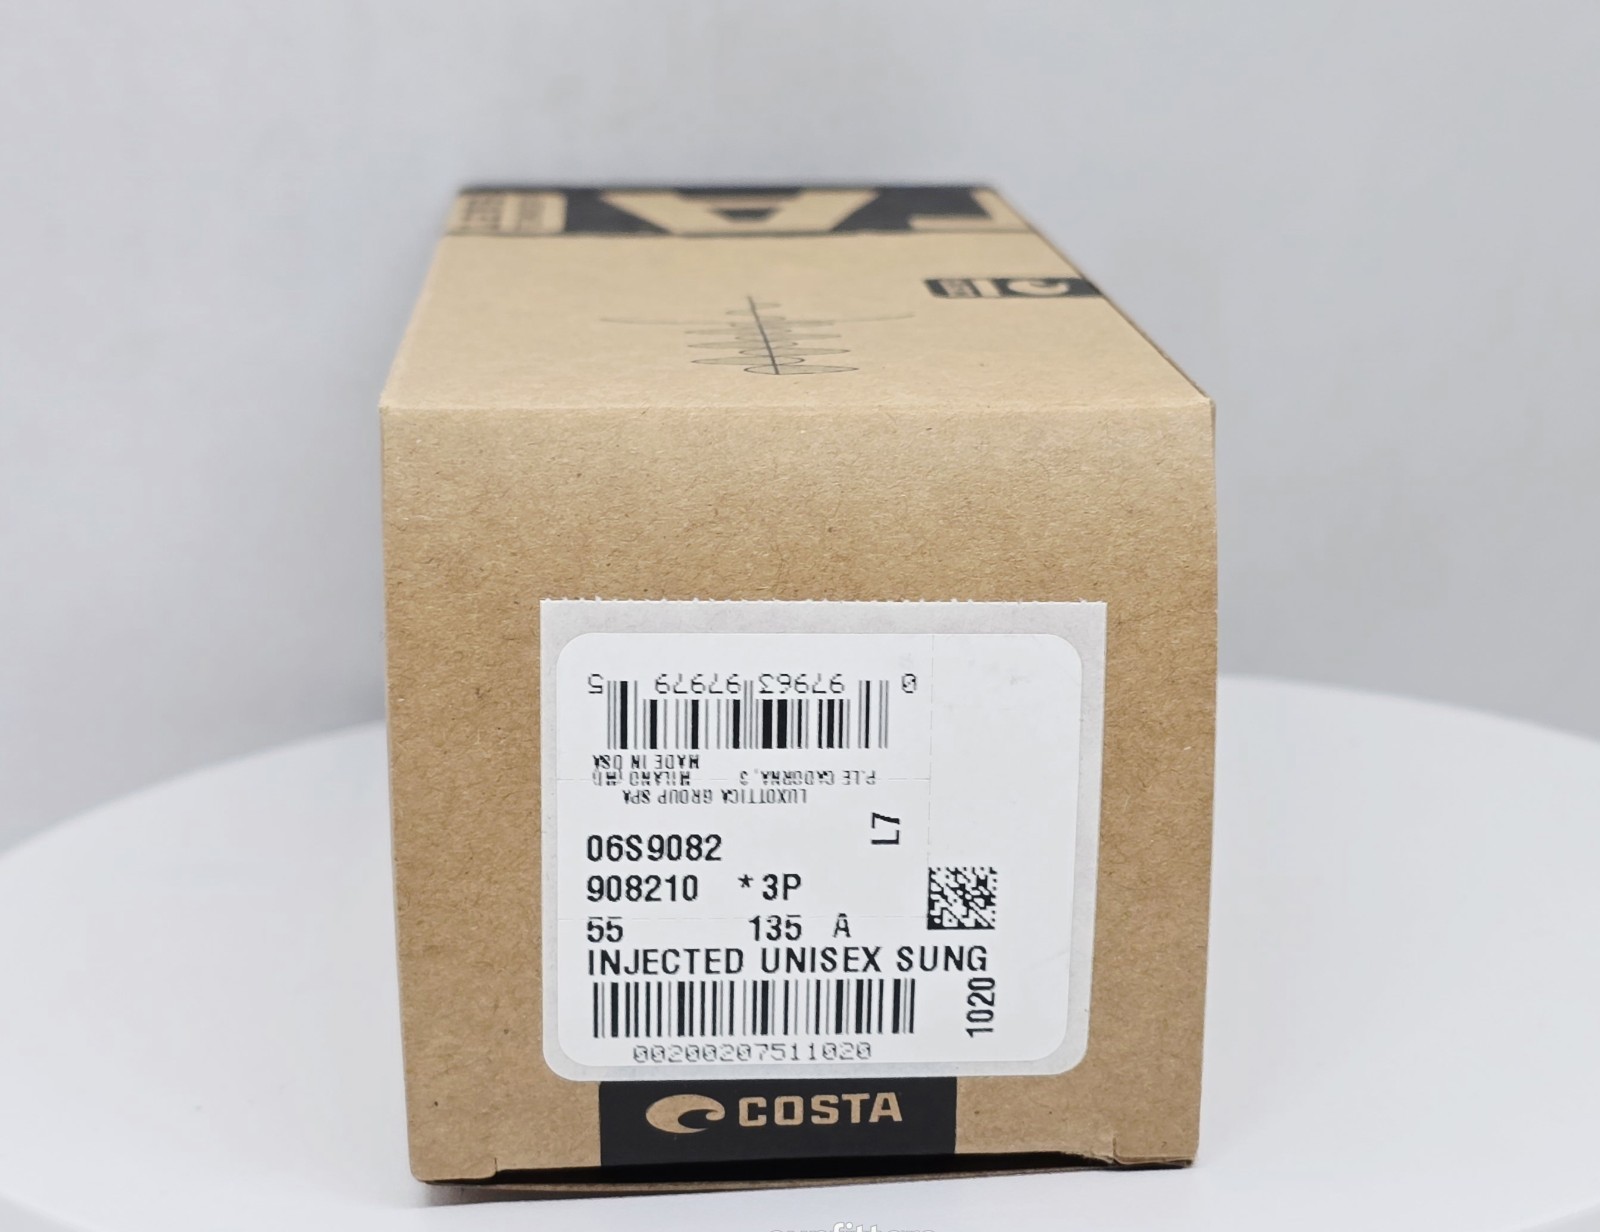 0 97963 97979 5
MADE IN USA
P.LE CADORNA, 3 MILANO (MI)
LUXOTTICA GROUP SPA
L7
06S9082
908210 *3P
55 135 A
INJECTED UNISEX SUNG
1020
00200207511020
COSTA